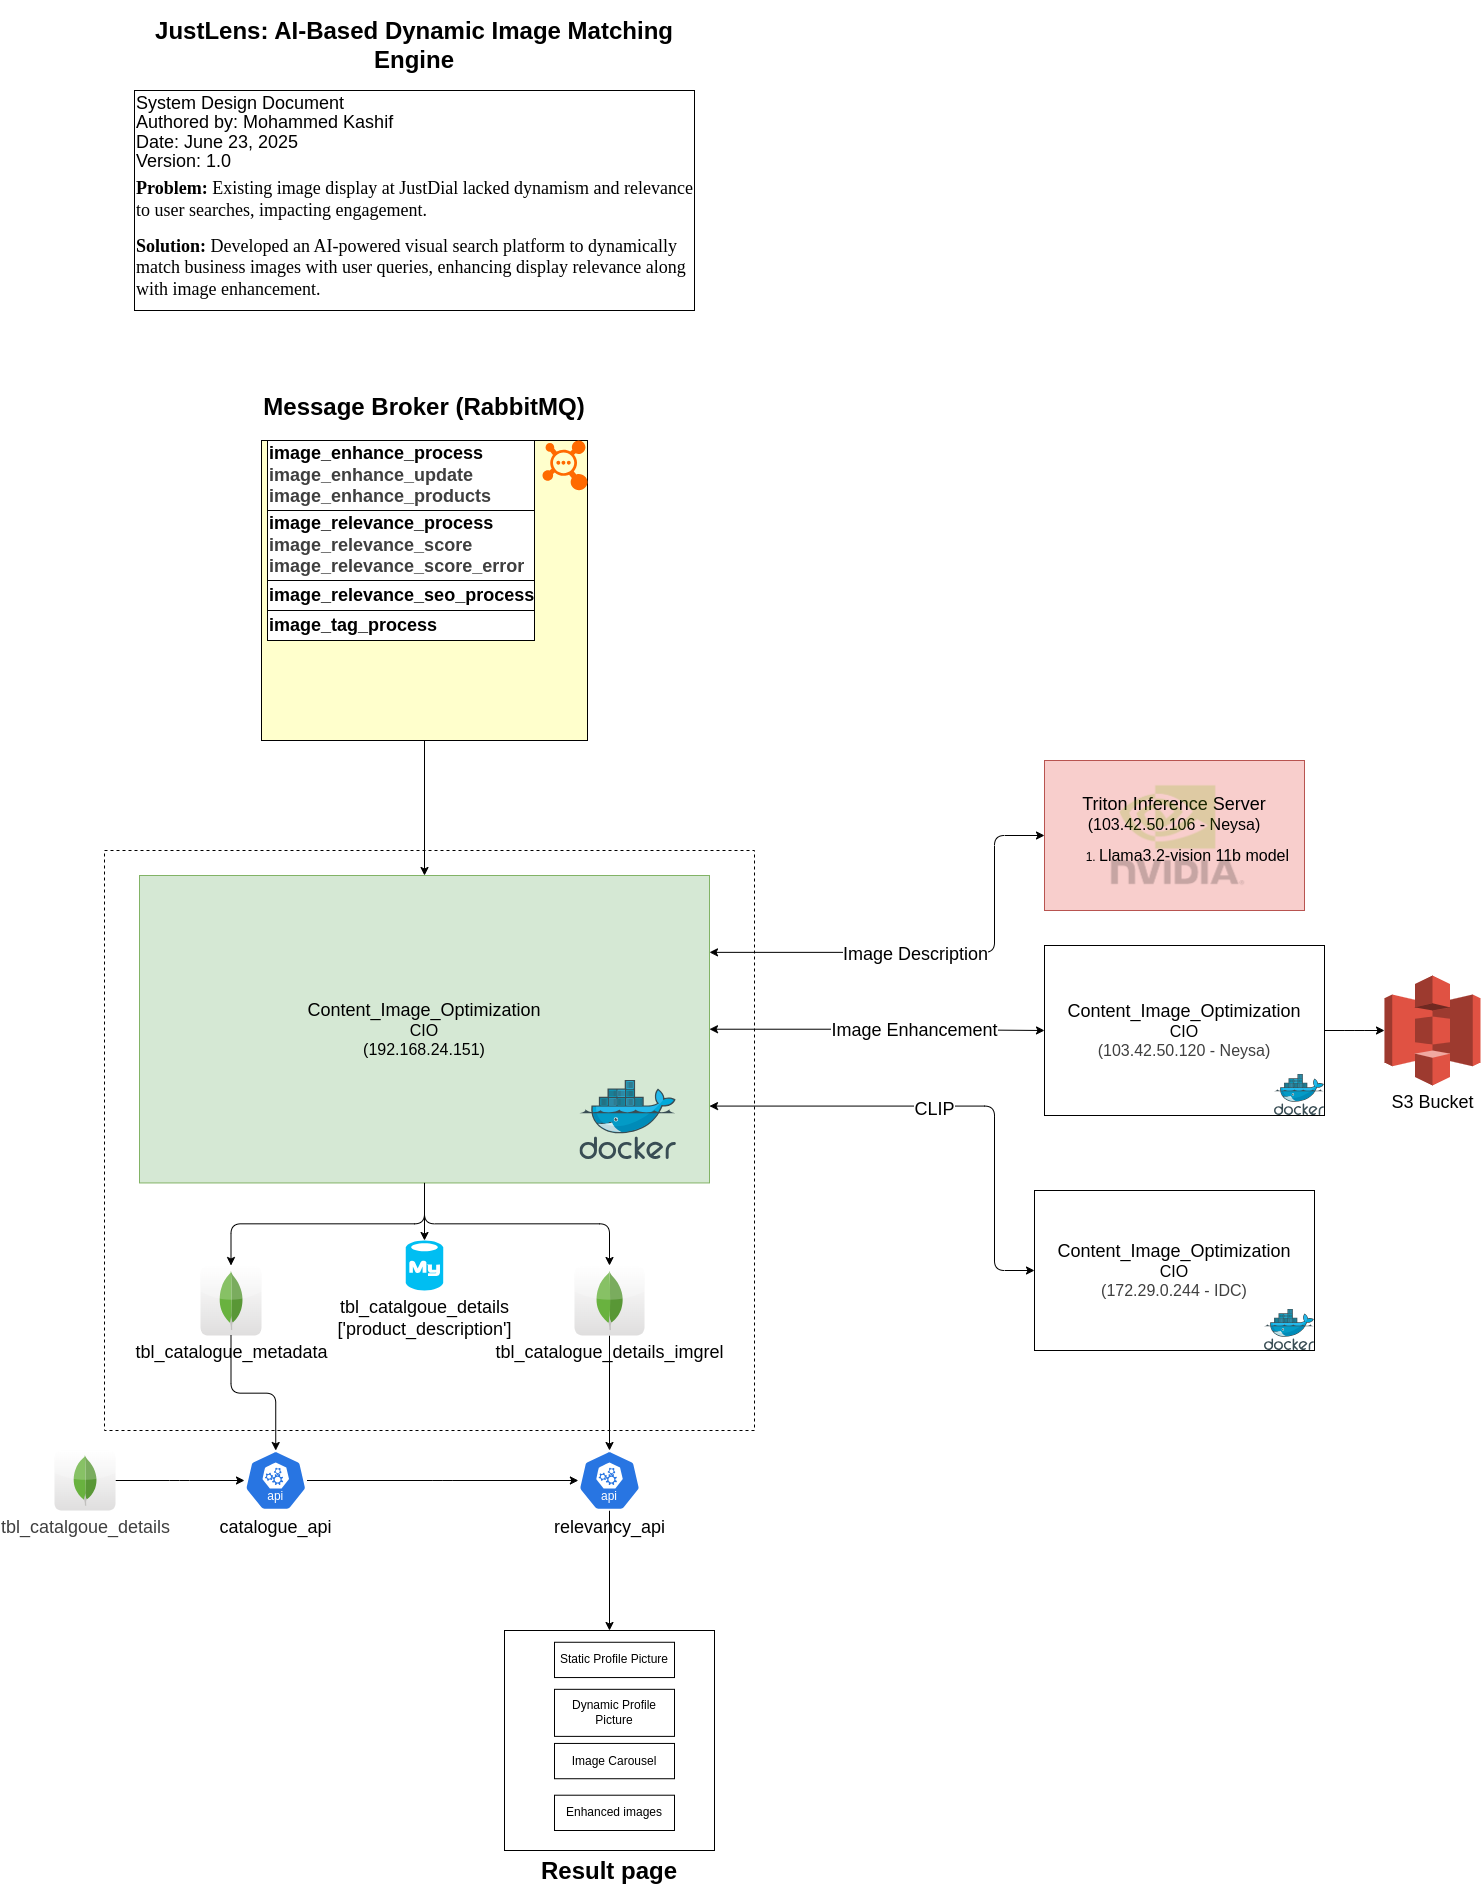 JustLens: AI-Based Dynamic Image Matching
Engine
System Design Document
Authored by: Mohammed Kashif
Date: June 23, 2025
Version: 1.0
Problem: Existing image display at JustDial lacked dynamism and relevance
to user searches, impacting engagement.
Solution: Developed an AI-powered visual search platform to dynamically
match business images with user queries, enhancing display relevance along
with image enhancement.
Message Broker (RabbitMQ)
image_enhance_process
image_enhance_update
image_enhance_products
image_relevance_process
image_relevance_score
image_relevance_score_error
image_relevance_seo_process
image_tag_process
Triton Inference Server
(103.42.50.106 - Neysa)
1. Llama3.2-vision 11b model
NVIDIA.
Image Description
Content_Image_Optimization
CIO
(192.168.24.151)
docker
Image Enhancement
Content_Image_Optimization
CIO
(103.42.50.120 - Neysa)
docker
S3 Bucket
CLIP
Content_Image_Optimization
CIO
(172.29.0.244 - IDC)
docker
My
tbl_catalogue_metadata
tbl_catalgoue_details
['product_description']
tbl_catalogue_details_imgrel
tbl_catalgoue_details
api
catalogue_api
api
relevancy_api
Static Profile Picture
Dynamic Profile
Picture
Image Carousel
Enhanced images
Result page